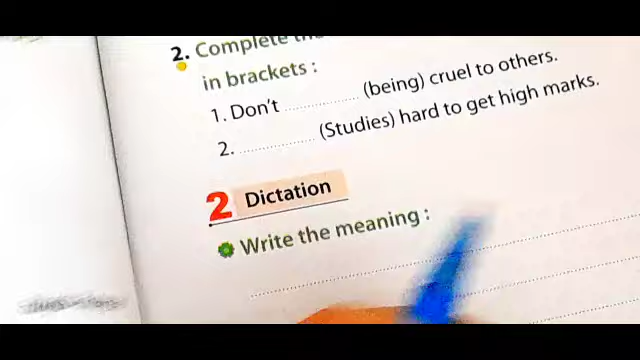 2. Complete the
in brackets :
1. Don't ............... (being) cruel to others.
2. ............... (Studies) hard to get high marks.
2 Dictation
Write the meaning :